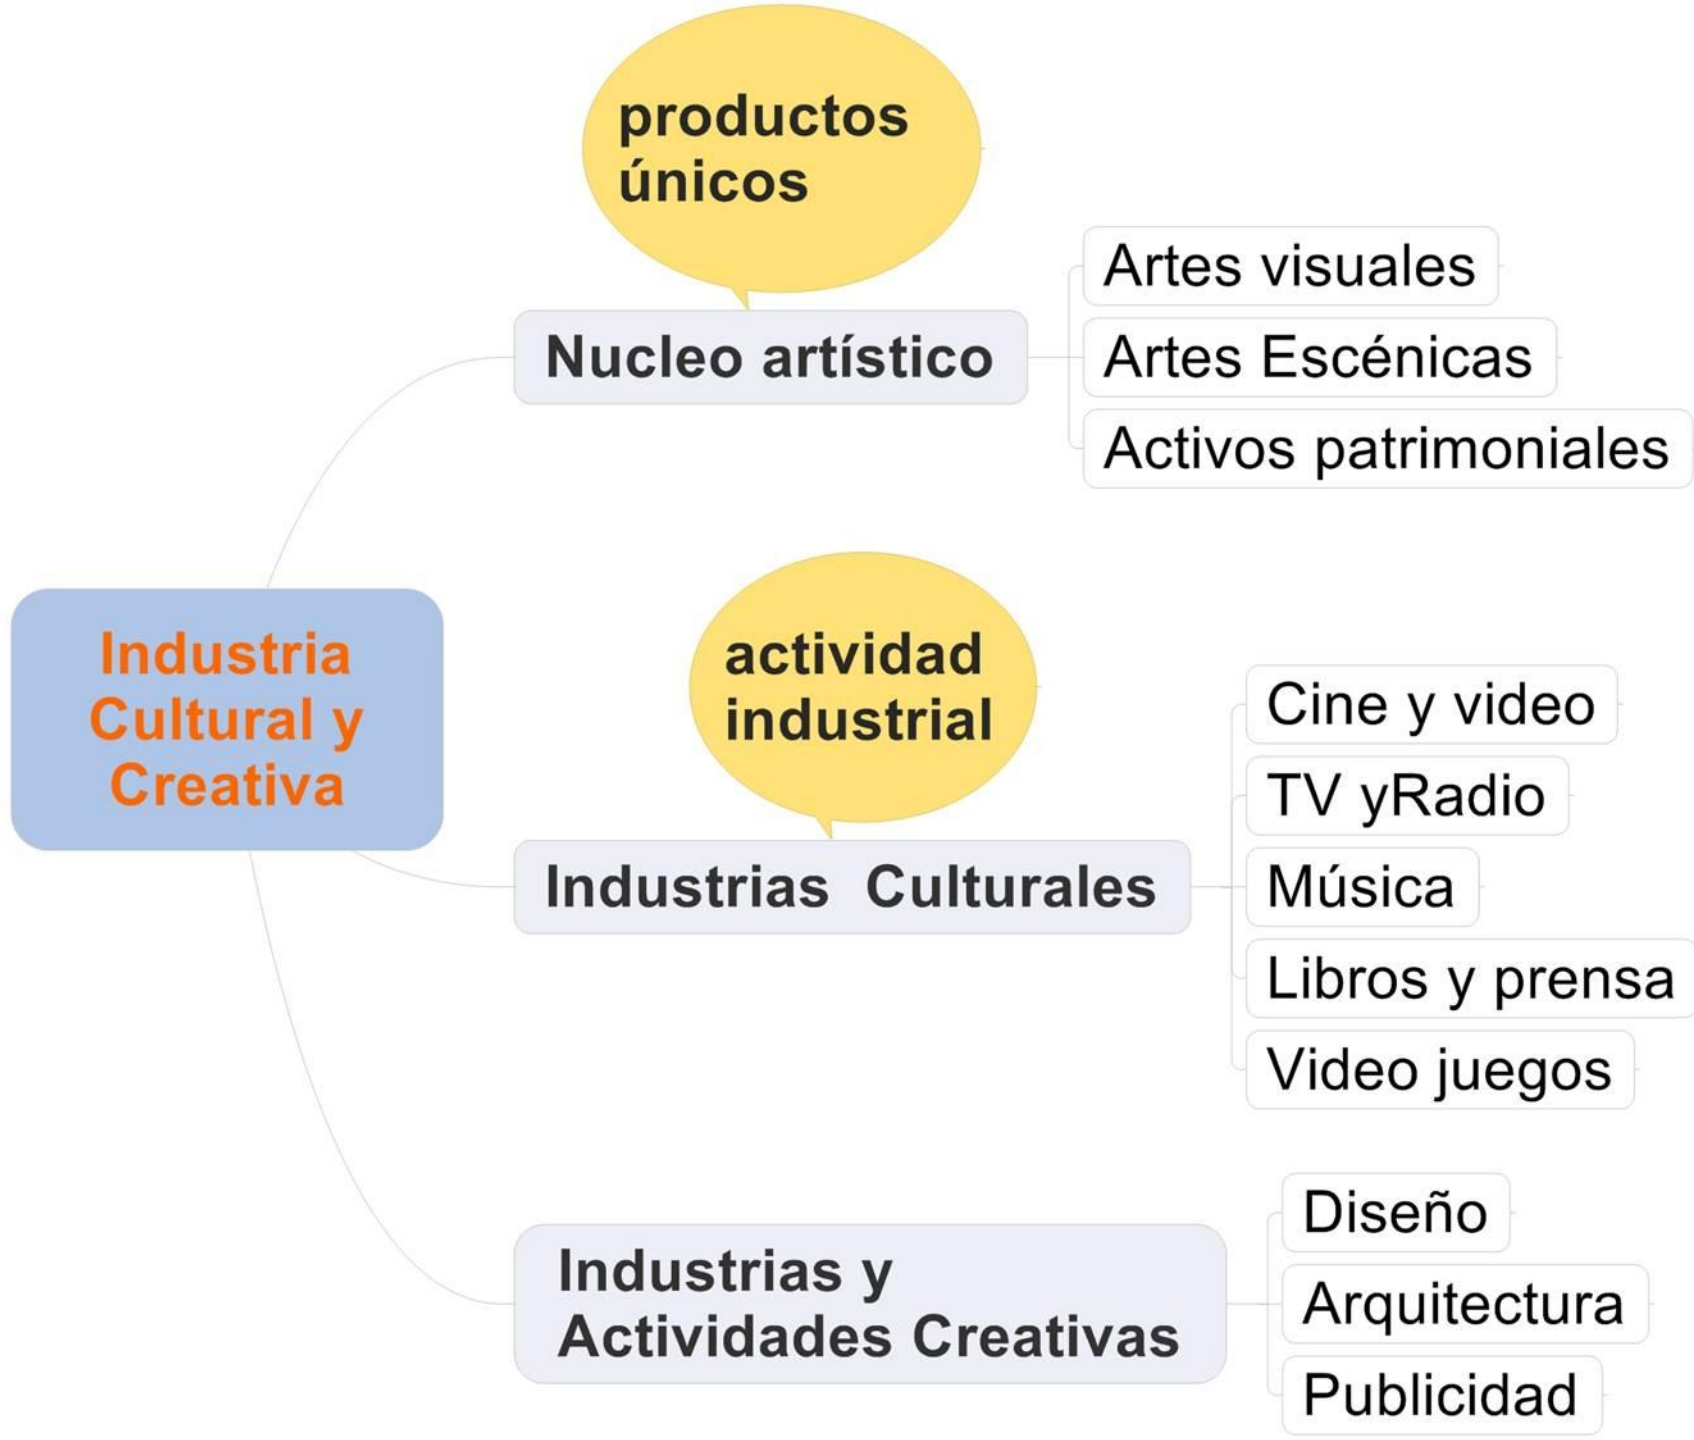 productos
únicos
Nucleo artístico
Artes visuales
Artes Escénicas
Activos patrimoniales
Industria
Cultural y
Creativa
actividad
industrial
Industrias  Culturales
Cine y video
TV yRadio
Música
Libros y prensa
Video juegos
Industrias y
Actividades Creativas
Diseño
Arquitectura
Publicidad